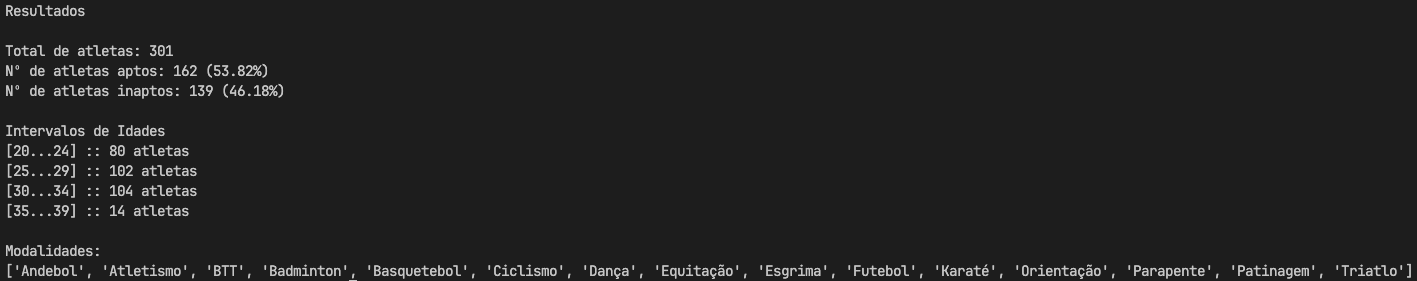 Resultados
Total de atletas: 301
Nº de atletas aptos: 162 (53.82%)
Nº de atletas inaptos: 139 (46.18%)
Intervalos de Idades
[20...24] :: 80 atletas
[25...29] :: 102 atletas
[30...34] :: 104 atletas
[35...39] :: 14 atletas
Modalidades:
['Andebol', 'Atletismo', 'BTT', 'Badminton', 'Basquetebol', 'Ciclismo', 'Dança', 'Equitação', 'Esgrima', 'Futebol', 'Karaté', 'Orientação', 'Parapente', 'Patinagem', 'Triatlo']